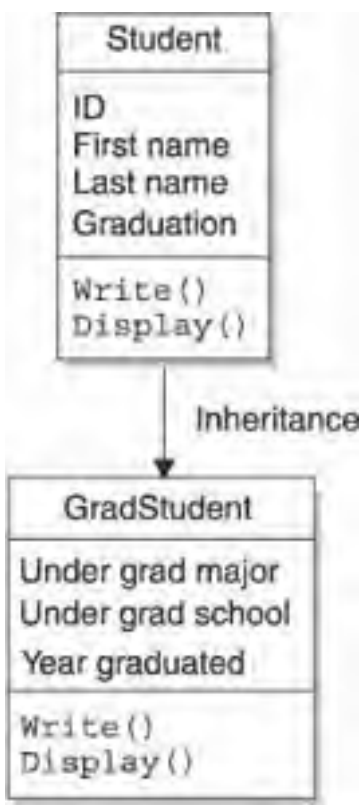 Student
ID
First name
Last name
Graduation
Write()
Display()
Inheritance
GradStudent
Under grad major
Under grad school
Year graduated
Write()
Display()